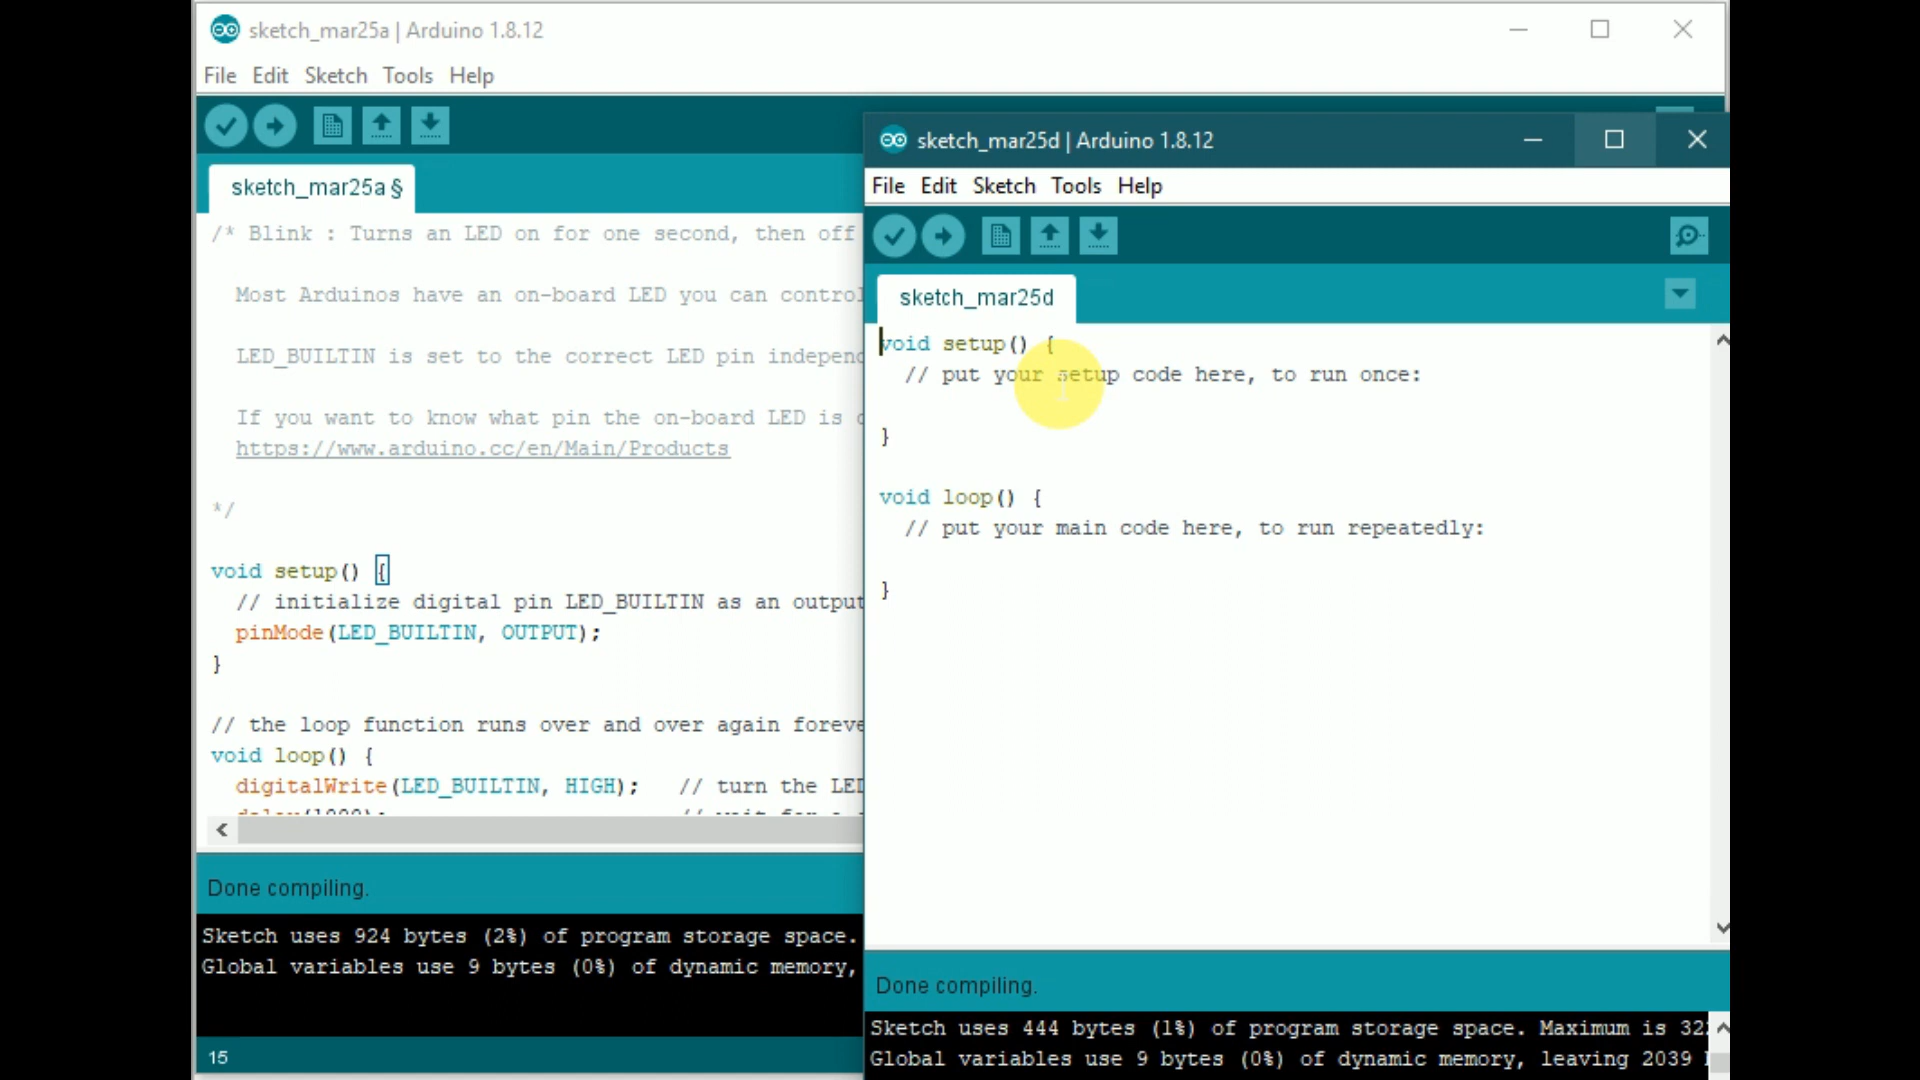 sketch_mar25a | Arduino 1.8.12
File Edit Sketch Tools Help
sketch_mar25a §
/* Blink : Turns an LED on for one second, then off
Most Arduinos have an on-board LED you can control
LED_BUILTIN is set to the correct LED pin indepen
If you want to know what pin the on-board LED is
https://www.arduino.cc/en/Main/Products
*/
void setup() {
// initialize digital pin LED_BUILTIN as an output
pinMode(LED_BUILTIN, OUTPUT);
}
// the loop function runs over and over again foreve
void loop() {
digitalWrite(LED_BUILTIN, HIGH); // turn the LED
delay(1000); // wait for a
Done compiling.
Sketch uses 924 bytes (2%) of program storage space.
Global variables use 9 bytes (0%) of dynamic memory,
15
sketch_mar25d | Arduino 1.8.12
File Edit Sketch Tools Help
sketch_mar25d
void setup() {
// put your setup code here, to run once:
}
void loop() {
// put your main code here, to run repeatedly:
}
Done compiling.
Sketch uses 444 bytes (1%) of program storage space. Maximum is 32
Global variables use 9 bytes (0%) of dynamic memory, leaving 2039